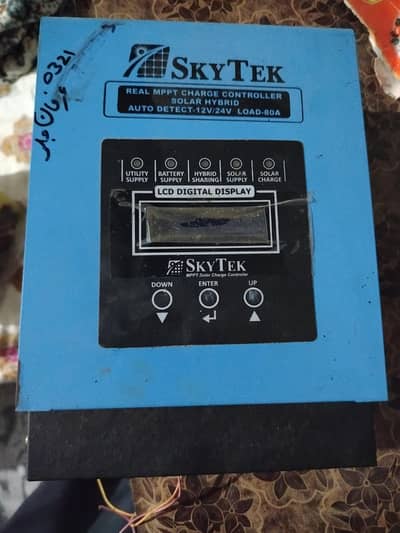 SKYTEK
REAL MPPT CHARGE CONTROLLER
SOLAR HYBRID
AUTO DETECT-12V/24V LOAD-80A
UTILITY SUPPLY
BATTERY SUPPLY
HYBRID SHARING
SOLAR SUPPLY
SOLAR CHARGE
LCD DIGITAL DISPLAY
SKYTEK
MPPT Solar Charge Controller
DOWN
ENTER
UP
0321